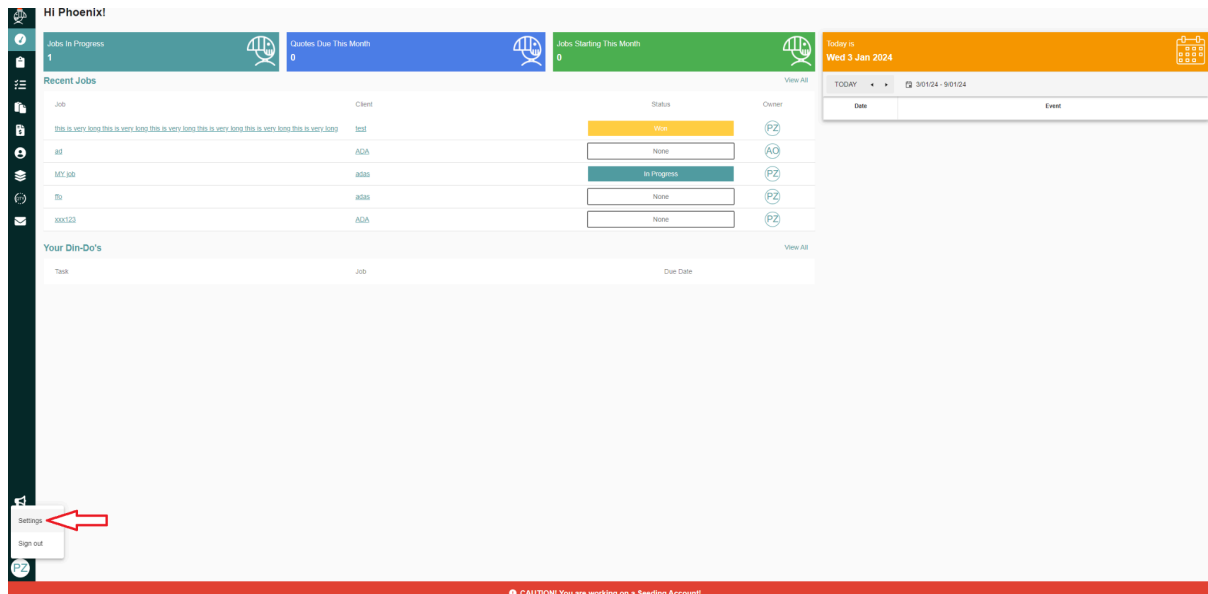 Hi Phoenix!
Jobs In Progress
1
Quotes Due This Month
0
Jobs Starting This Month
0
Today is
Wed 3 Jan 2024
Recent Jobs
View All
TODAY
3/01/24 - 9/01/24
Date Event
Job Client Status Owner
this is very long this is very long this is very long this is very long this is very long this is very long test Won PZ
ad ADA None AO
MY job adas In Progress PZ
ffo adas None PZ
xxx123 ADA None PZ
Your Din-Do's
View All
Task Job Due Date
Settings
Sign out
PZ
CAUTION! You are working on a Seeding Account!